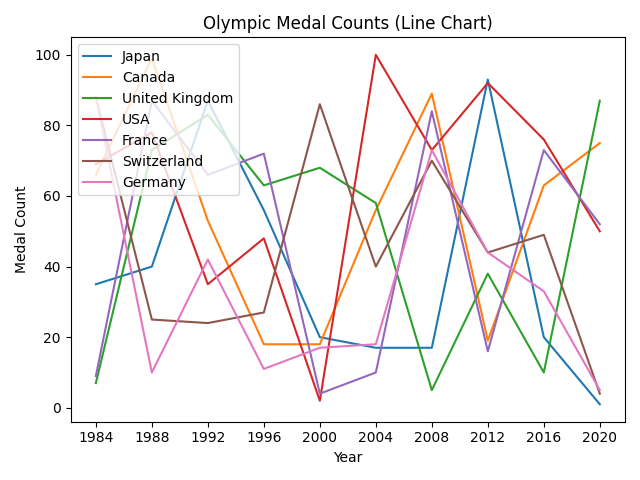 Olympic Medal Counts (Line Chart)
Japan
Canada
United Kingdom
USA
France
Switzerland
Germany
Medal Count
100
80
60
40
20
0
1984 1988 1992 1996 2000 2004 2008 2012 2016 2020
Year